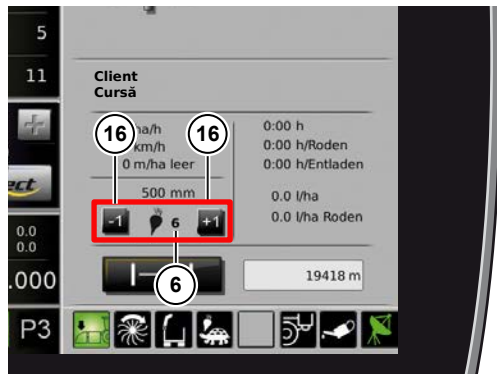 5
11
Client
Cursă
ha/h
km/h
0 m/ha leer
0:00 h
0:00 h/Roden
0:00 h/Entladen
16
16
500 mm
0.0 l/ha
0.0 l/ha Roden
-1
6
+1
0.0
0.0
.000
6
19418 m
P3